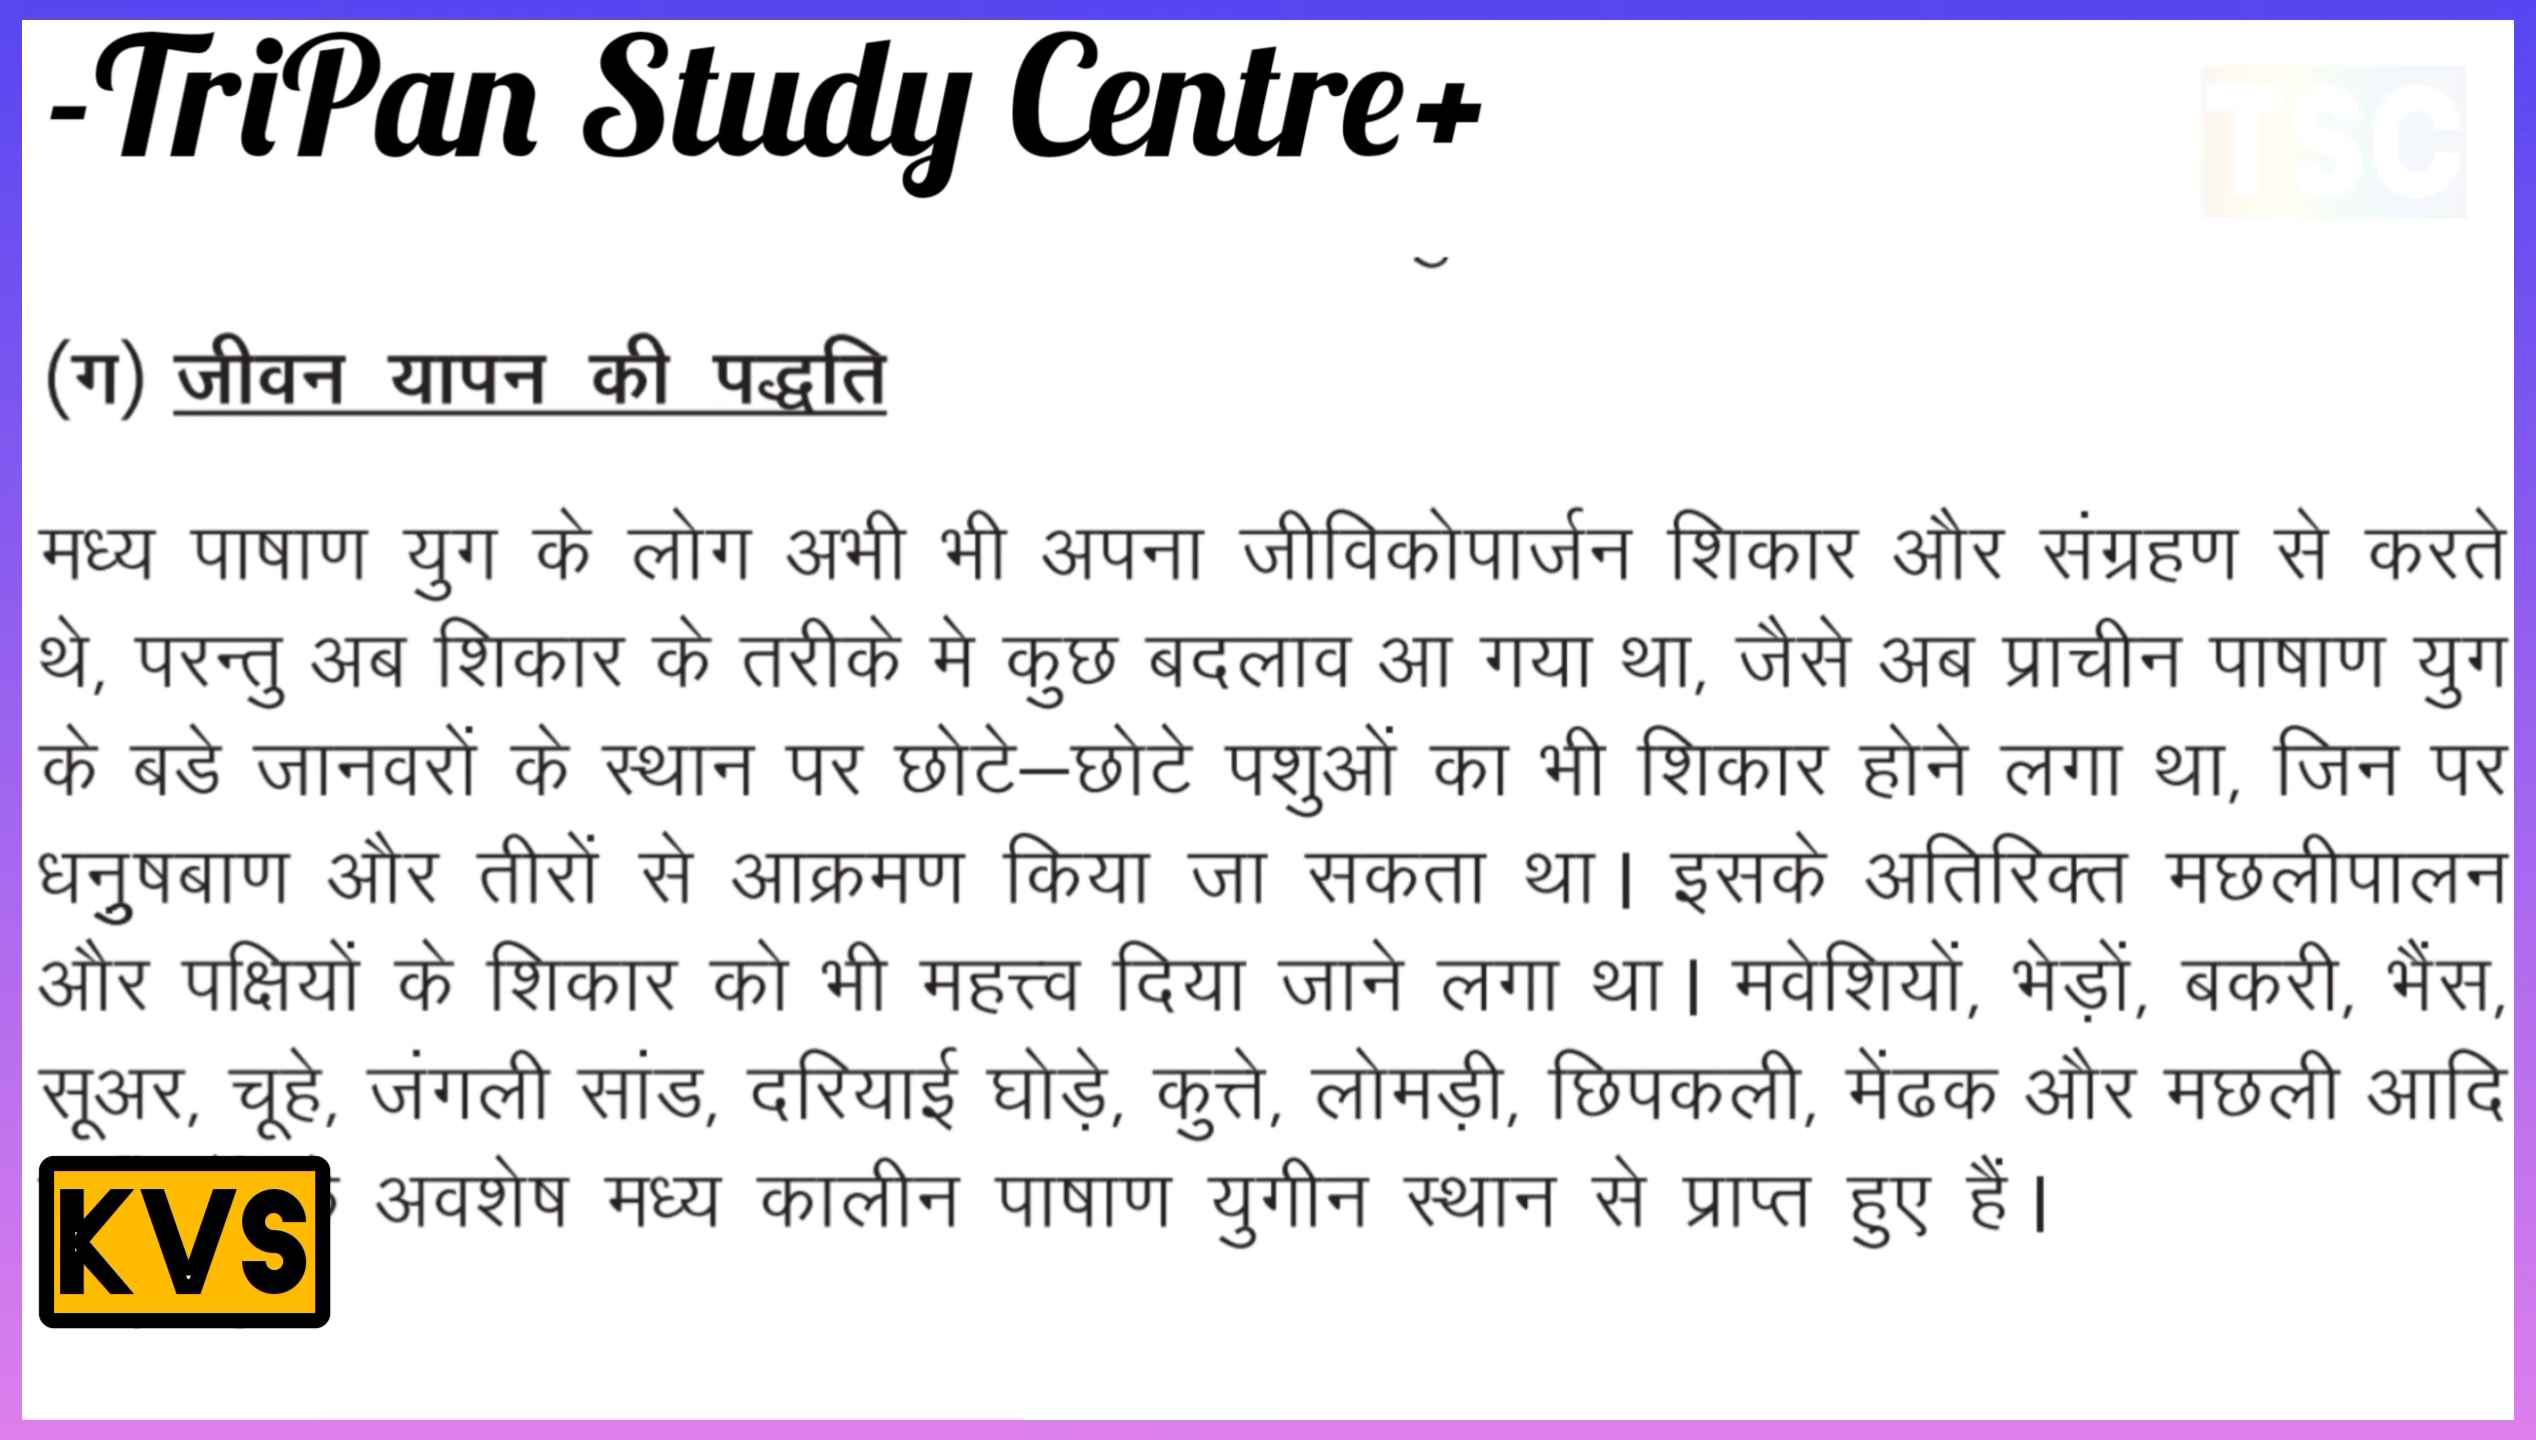 -TriPan Study Centre+
TSC
(ग) जीवन यापन की पद्धति
मध्य पाषाण युग के लोग अभी भी अपना जीविकोपार्जन शिकार और संग्रहण से करते
थे, परन्तु अब शिकार के तरीके मे कुछ बदलाव आ गया था, जैसे अब प्राचीन पाषाण युग
के बडे जानवरों के स्थान पर छोटे–छोटे पशुओं का भी शिकार होने लगा था, जिन पर
धनुषबाण और तीरों से आक्रमण किया जा सकता था। इसके अतिरिक्त मछलीपालन
और पक्षियों के शिकार को भी महत्त्व दिया जाने लगा था। मवेशियों, भेड़ों, बकरी, भैंस,
सूअर, चूहे, जंगली सांड, दरियाई घोड़े, कुत्ते, लोमड़ी, छिपकली, मेंढक और मछली आदि
अवशेष मध्य कालीन पाषाण युगीन स्थान से प्राप्त हुए हैं।
KVS